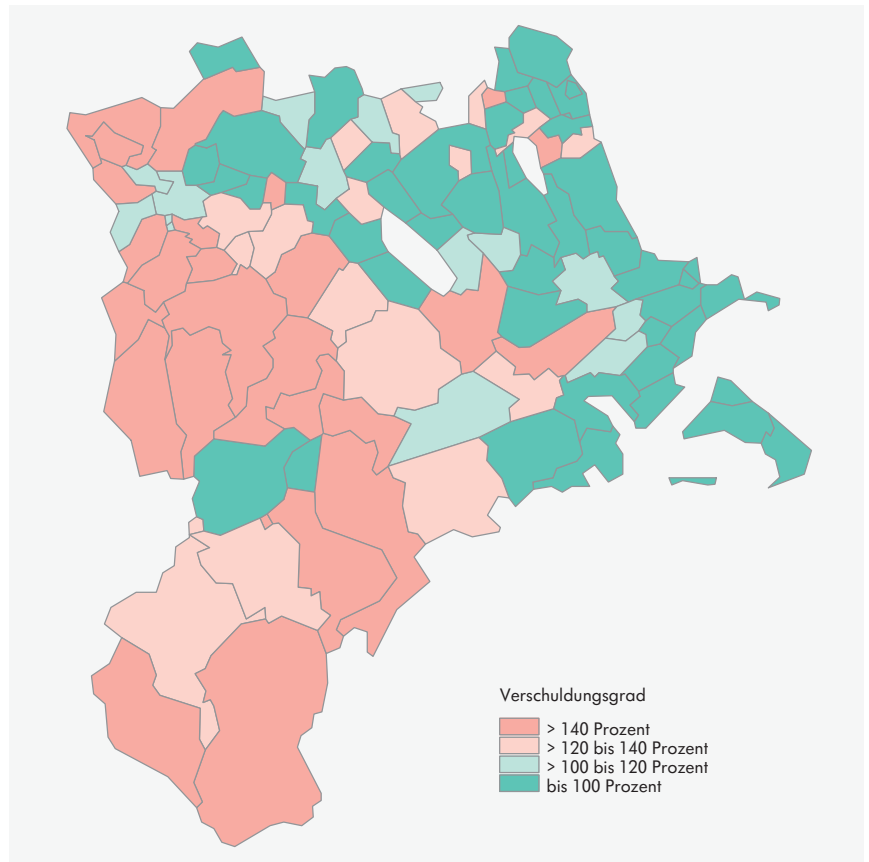 Verschuldungsgrad
> 140 Prozent
> 120 bis 140 Prozent
> 100 bis 120 Prozent
bis 100 Prozent